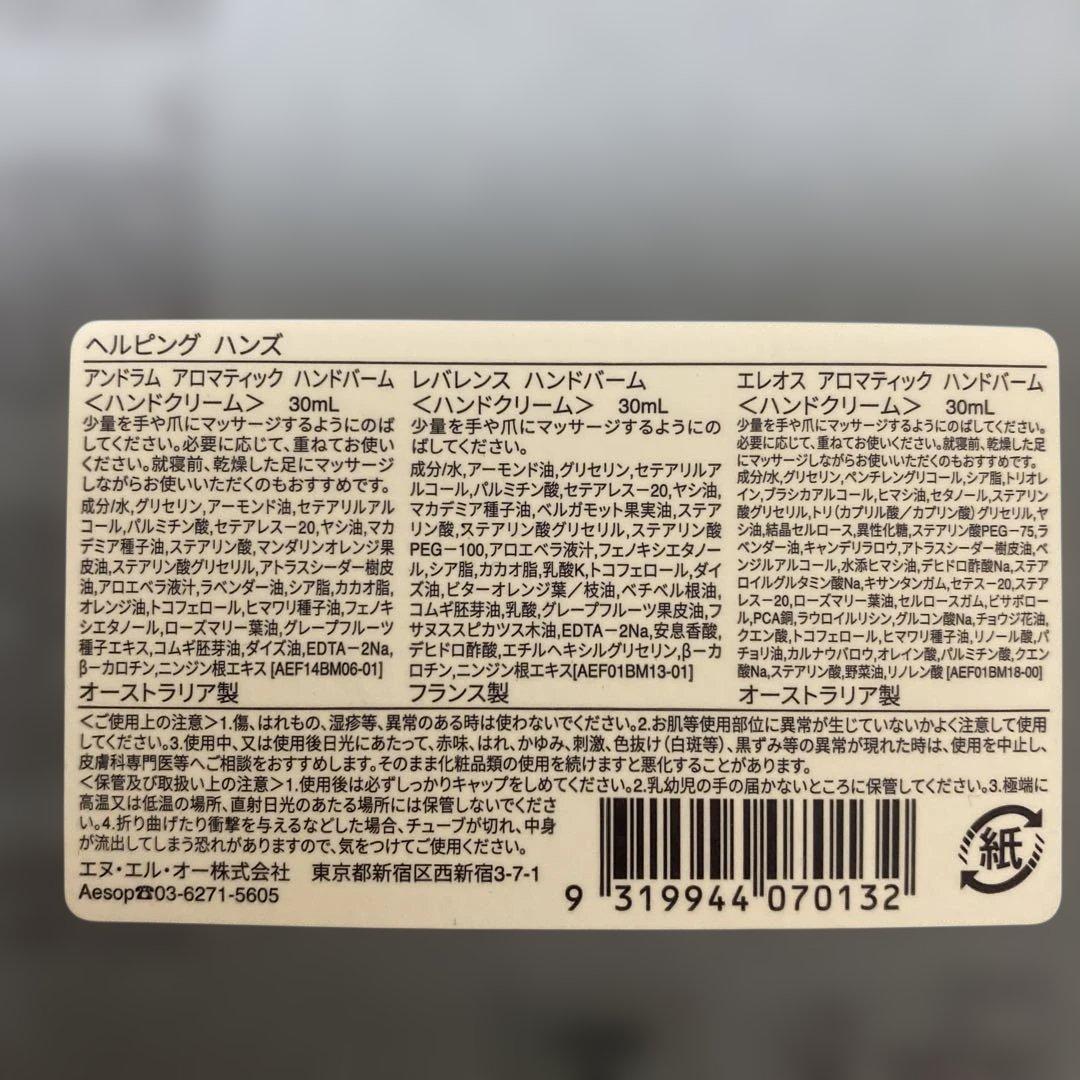 ヘルピング ハンズ
アンドラム アロマティック ハンドバーム
＜ハンドクリーム＞ 30mL
少量を手や爪にマッサージするようにのば
してください。必要に応じて、重ねてお使い
ください。就寝前、乾燥した足にマッサージ
しながらお使いいただくのもおすすめです。
成分/水,グリセリン,アーモンド油,セテアリルアル
コール,パルミチン酸,セテアレス－20,ヤシ油,マカ
デミア種子油,ステアリン酸,マンダリンオレンジ果
皮油,ステアリン酸グリセリル,アトラスシーダー樹皮
油,アロエベラ液汁,ラベンダー油,シア脂,カカオ脂,
オレンジ油,トコフェロール,ヒマワリ種子油,フェノキ
シエタノール,ローズマリー葉油,グレープフルーツ
種子エキス,コムギ胚芽油,ダイズ油,EDTA－2Na,
β－カロチン,ニンジン根エキス [AEF14BM06-01]
オーストラリア製
レバレンス ハンドバーム
＜ハンドクリーム＞ 30mL
少量を手や爪にマッサージするようにの
ばしてください。
成分/水,アーモンド油,グリセリン,セテアリルア
ルコール,パルミチン酸,セテアレス－20,ヤシ油,
マカデミア種子油,ベルガモット果実油,ステア
リン酸,ステアリン酸グリセリル,ステアリン酸
PEG－100,アロエベラ液汁,フェノキシエタノー
ル,シア脂,カカオ脂,乳酸K,トコフェロール,ダイ
ズ油,ビターオレンジ葉／枝油,ベチベル根油,
コムギ胚芽油,乳酸,グレープフルーツ果皮油,フ
サヌススピカツス木油,EDTA－2Na,安息香酸,
デヒドロ酢酸,エチルヘキシルグリセリン,β－カ
ロチン,ニンジン根エキス[AEF01BM13-01]
フランス製
エレオス アロマティック ハンドバーム
＜ハンドクリーム＞ 30mL
少量を手や爪にマッサージするようにのばしてください。
必要に応じて、重ねてお使いください。就寝前、乾燥した足
にマッサージしながらお使いいただくのもおすすめです。
成分/水,グリセリン,ペンチレングリコール,シア脂,トリオレ
イン,ブラシカアルコール,ヒマシ油,セタノール,ステアリン
酸グリセリル,トリ（カプリル酸／カプリン酸）グリセリル,ヤ
シ油,結晶セルロース,異性化糖,ステアリン酸PEG－75,ラ
ベンダー油,キャンデリラロウ,アトラスシーダー樹皮油,ベ
ンジルアルコール,水添ヒマシ油,デヒドロ酢酸Na,ステア
ロイルグルタミン酸Na,キサンタンガム,セテス－20,ステア
レス－20,ローズマリー葉油,セルロースガム,ビサボロー
ル,PCA銅,ラウロイルリシン,グルコン酸Na,チョウジ花油,
クエン酸,トコフェロール,ヒマワリ種子油,リノール酸,パ
チョリ油,カルナウバロウ,オレイン酸,パルミチン酸,クエン
酸Na,ステアリン酸,野菜油,リノレン酸 [AEF01BM18-00]
オーストラリア製
＜ご使用上の注意＞1.傷、はれもの、湿疹等、異常のある時は使わないでください。2.お肌等使用部位に異常が生じていないかよく注意して使用
してください。3.使用中、又は使用後日光にあたって、赤味、はれ、かゆみ、刺激、色抜け（白斑等）、黒ずみ等の異常が現れた時は、使用を中止し、
皮膚科専門医等へご相談をおすすめします。そのまま化粧品類の使用を続けますと悪化することがあります。
＜保管及び取扱い上の注意＞1.使用後は必ずしっかりキャップをしめてください。2.乳幼児の手の届かないところに保管してください。3.極端に
高温又は低温の場所、直射日光のあたる場所には保管しないでくださ
い。4.折り曲げたり衝撃を与えるなどした場合、チューブが切れ、中身
が流出してしまう恐れがありますので、気をつけてご使用ください。
エヌ・エル・オー株式会社 東京都新宿区西新宿3-7-1
Aesop☎03-6271-5605
9 319944 070132
紙